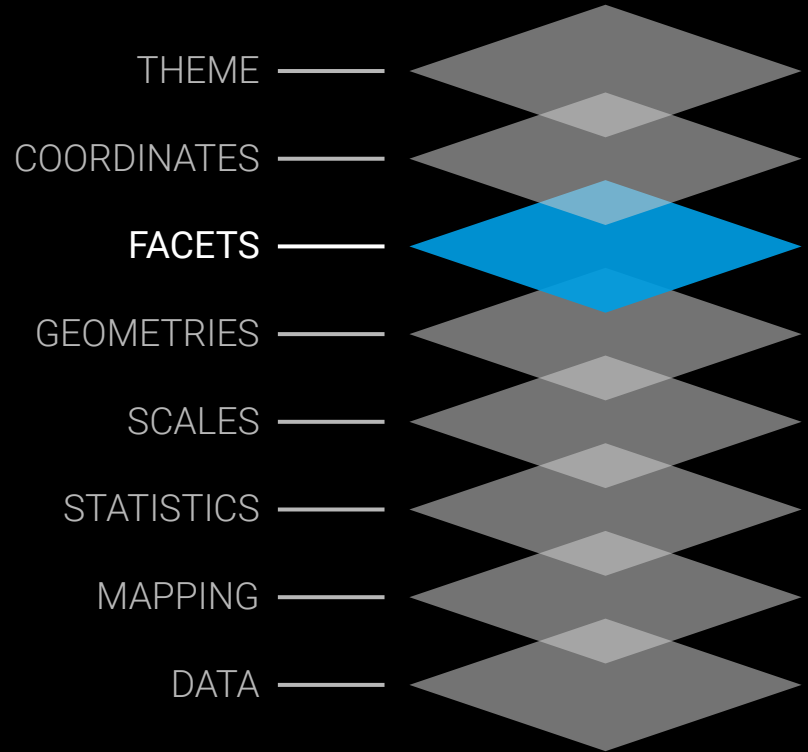 THEME
COORDINATES
FACETS
GEOMETRIES
SCALES
STATISTICS
MAPPING
DATA